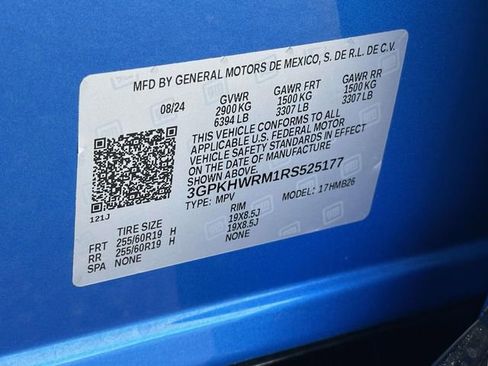 MFD BY GENERAL MOTORS DE MEXICO, S. DE R.L. DE C.V.
08/24 GVWR GAWR FRT GAWR RR
2900 KG 1500 KG 1500 KG
6394 LB 3307 LB 3307 LB
THIS VEHICLE CONFORMS TO ALL
APPLICABLE U.S. FEDERAL MOTOR
VEHICLE SAFETY STANDARDS IN EFFECT
ON THE DATE OF MANUFACTURE
SHOWN ABOVE.
3GPKHWRM1RS525177
TYPE: MPV MODEL: 17HMB26
121J
TIRE SIZE RIM
FRT 255/60R19 H 19X8.5J
RR 255/60R19 H 19X8.5J
SPA NONE NONE